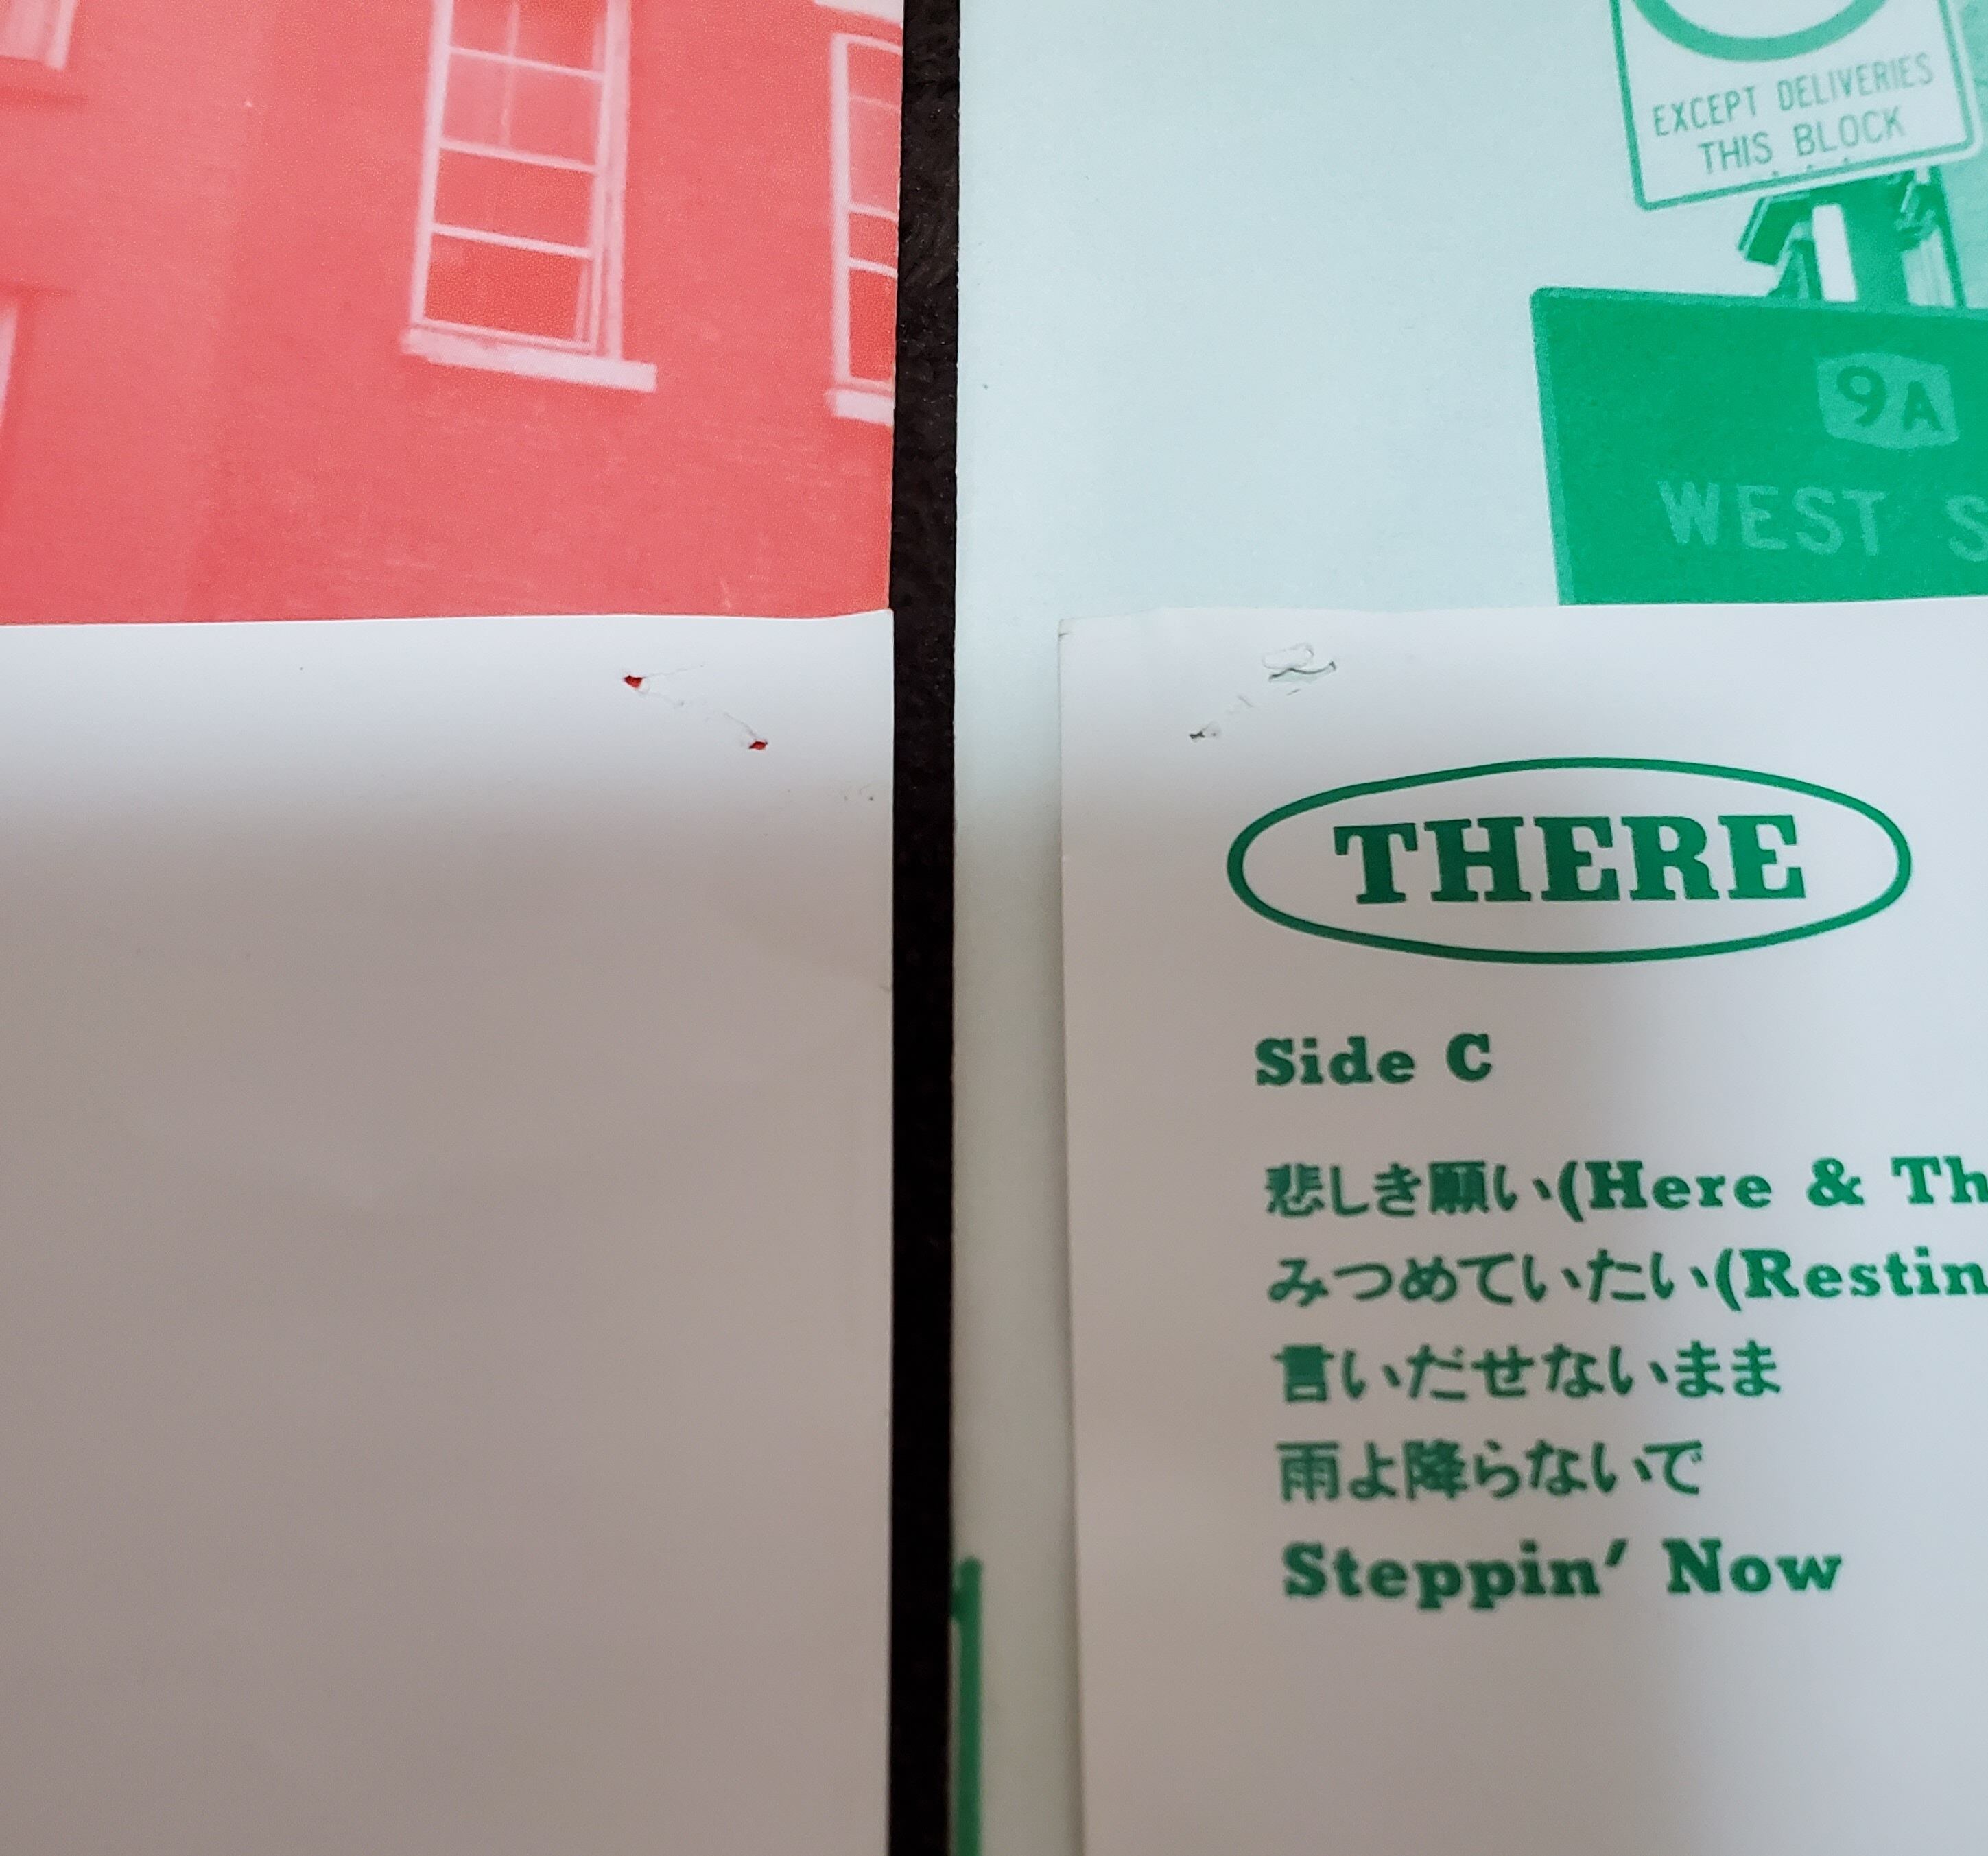 EXCEPT DELIVERIES
THIS BLOCK
9A
WEST S
THERE
Side C
悲しき願い(Here & Th
みつめていたい(Restin
言いだせないまま
雨よ降らないで
Steppin' Now